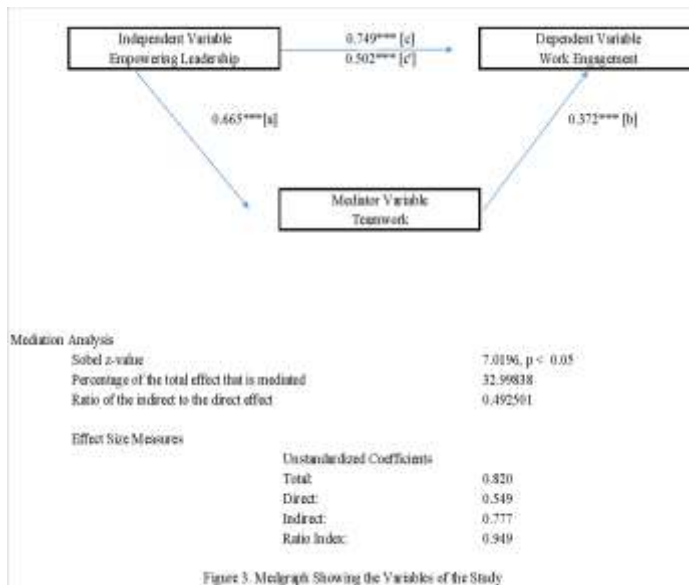 Independent Variable
Empowering Leadership
0.749*** [c]
0.502*** [c']
Dependent Variable
Work Engagement
0.665***[a]
0.372*** [b]
Mediator Variable
Teamwork
Mediation Analysis
Sobel z-value 7.0196, p < 0.05
Percentage of the total effect that is mediated 32.99838
Ratio of the indirect to the direct effect 0.492501
Effect Size Measures
Unstandardized Coefficients
Total: 0.820
Direct: 0.549
Indirect: 0.777
Ratio Index: 0.949
Figure 3. Medgraph Showing the Variables of the Study